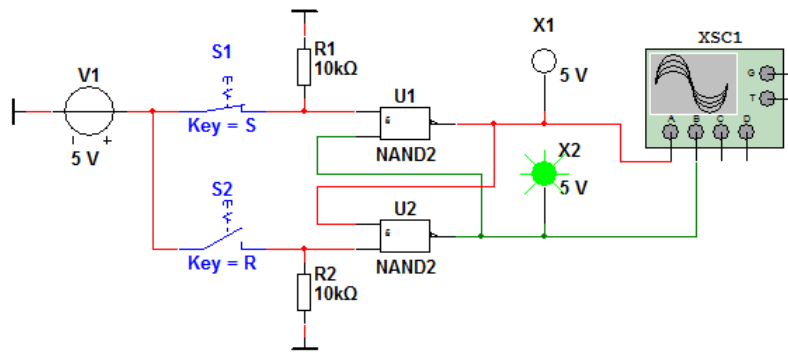 XSC1
X1
S1
R1
10kΩ
V1
U1
5 V
G
T
A B C D
&
Key = S
NAND2
X2
5 V
5 V
S2
U2
&
Key = R
NAND2
R2
10kΩ